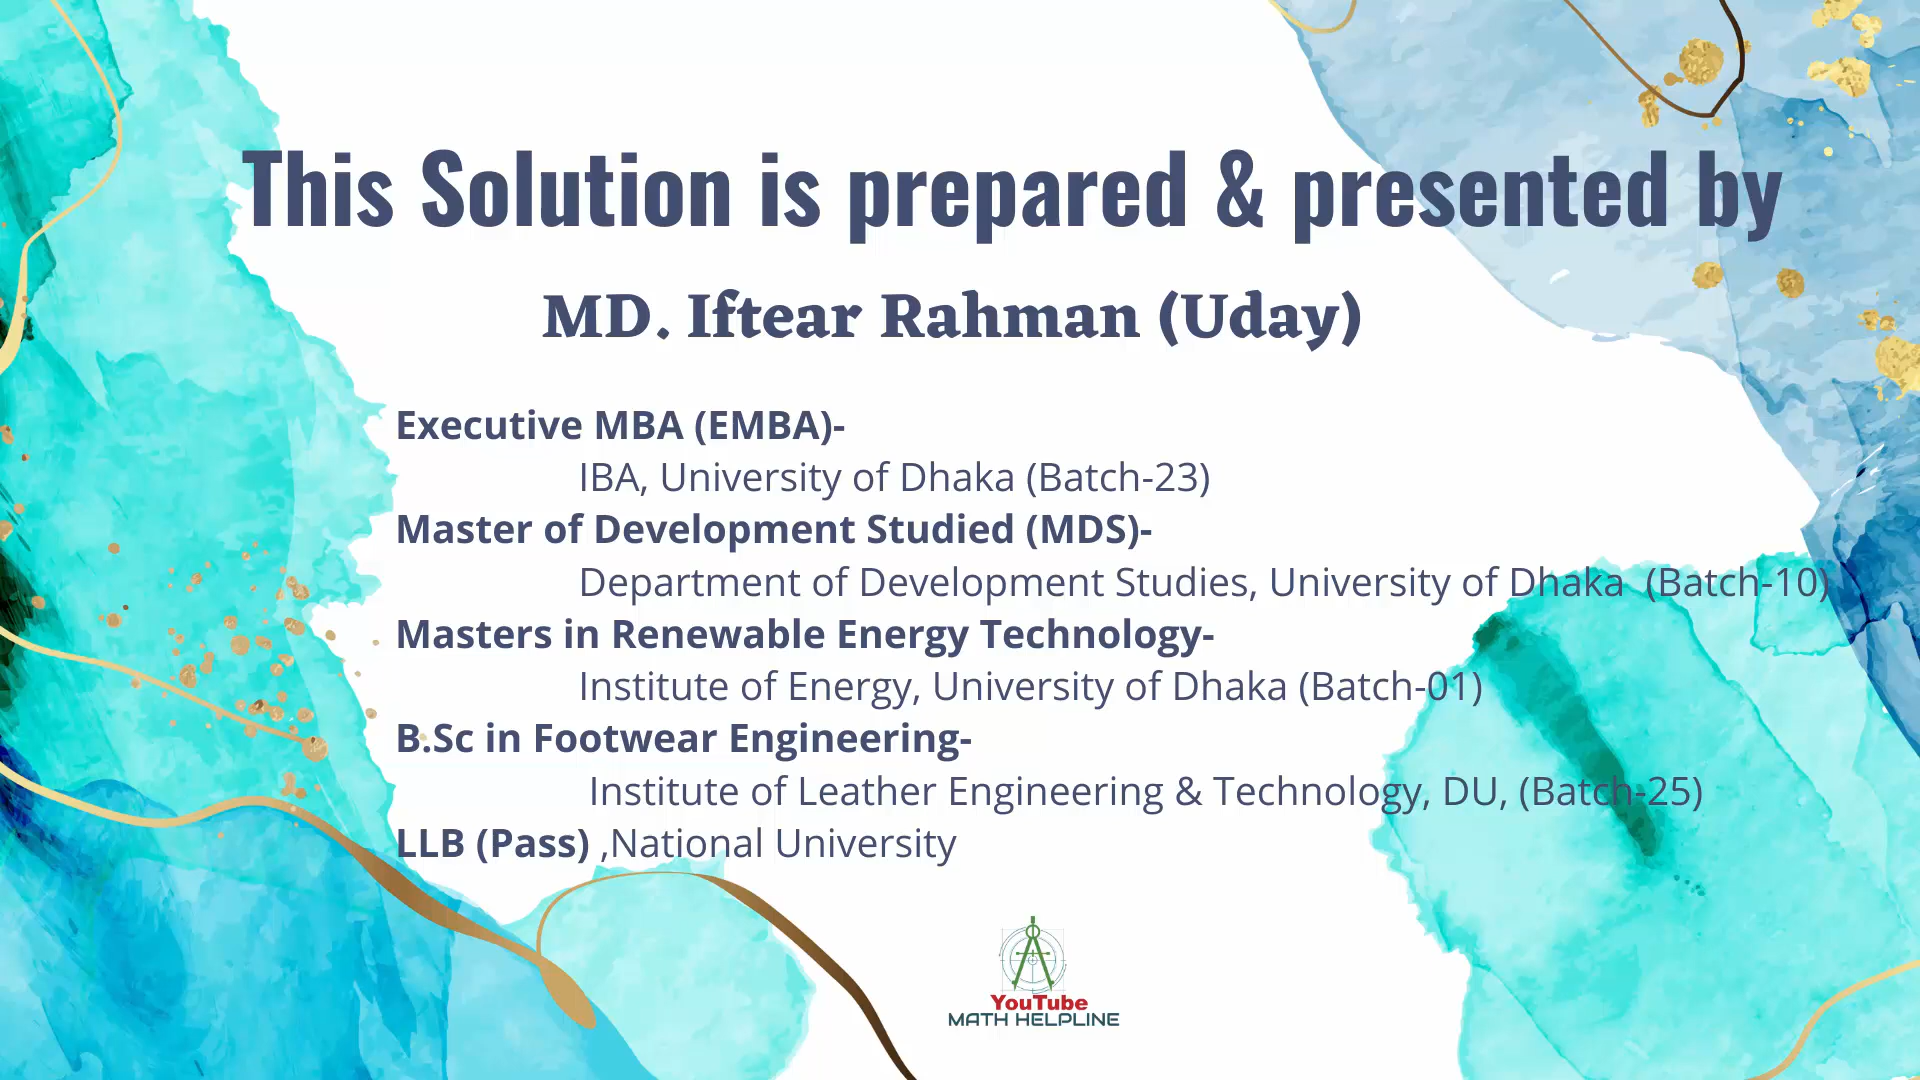 This Solution is prepared & presented by
MD. Iftear Rahman (Uday)
Executive MBA (EMBA)-
IBA, University of Dhaka (Batch-23)
Master of Development Studied (MDS)-
Department of Development Studies, University of Dhaka (Batch-10)
Masters in Renewable Energy Technology-
Institute of Energy, University of Dhaka (Batch-01)
B.Sc in Footwear Engineering-
Institute of Leather Engineering & Technology, DU, (Batch-25)
LLB (Pass) ,National University
YouTube
MATH HELPLINE